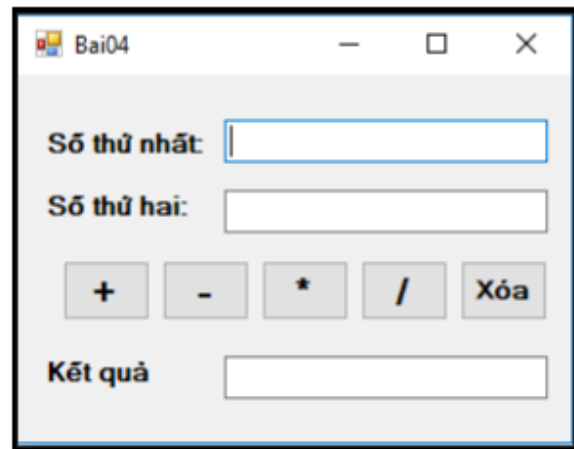 Bai04
Số thứ nhất:
Số thứ hai:
+ - * / Xóa
Kết quả